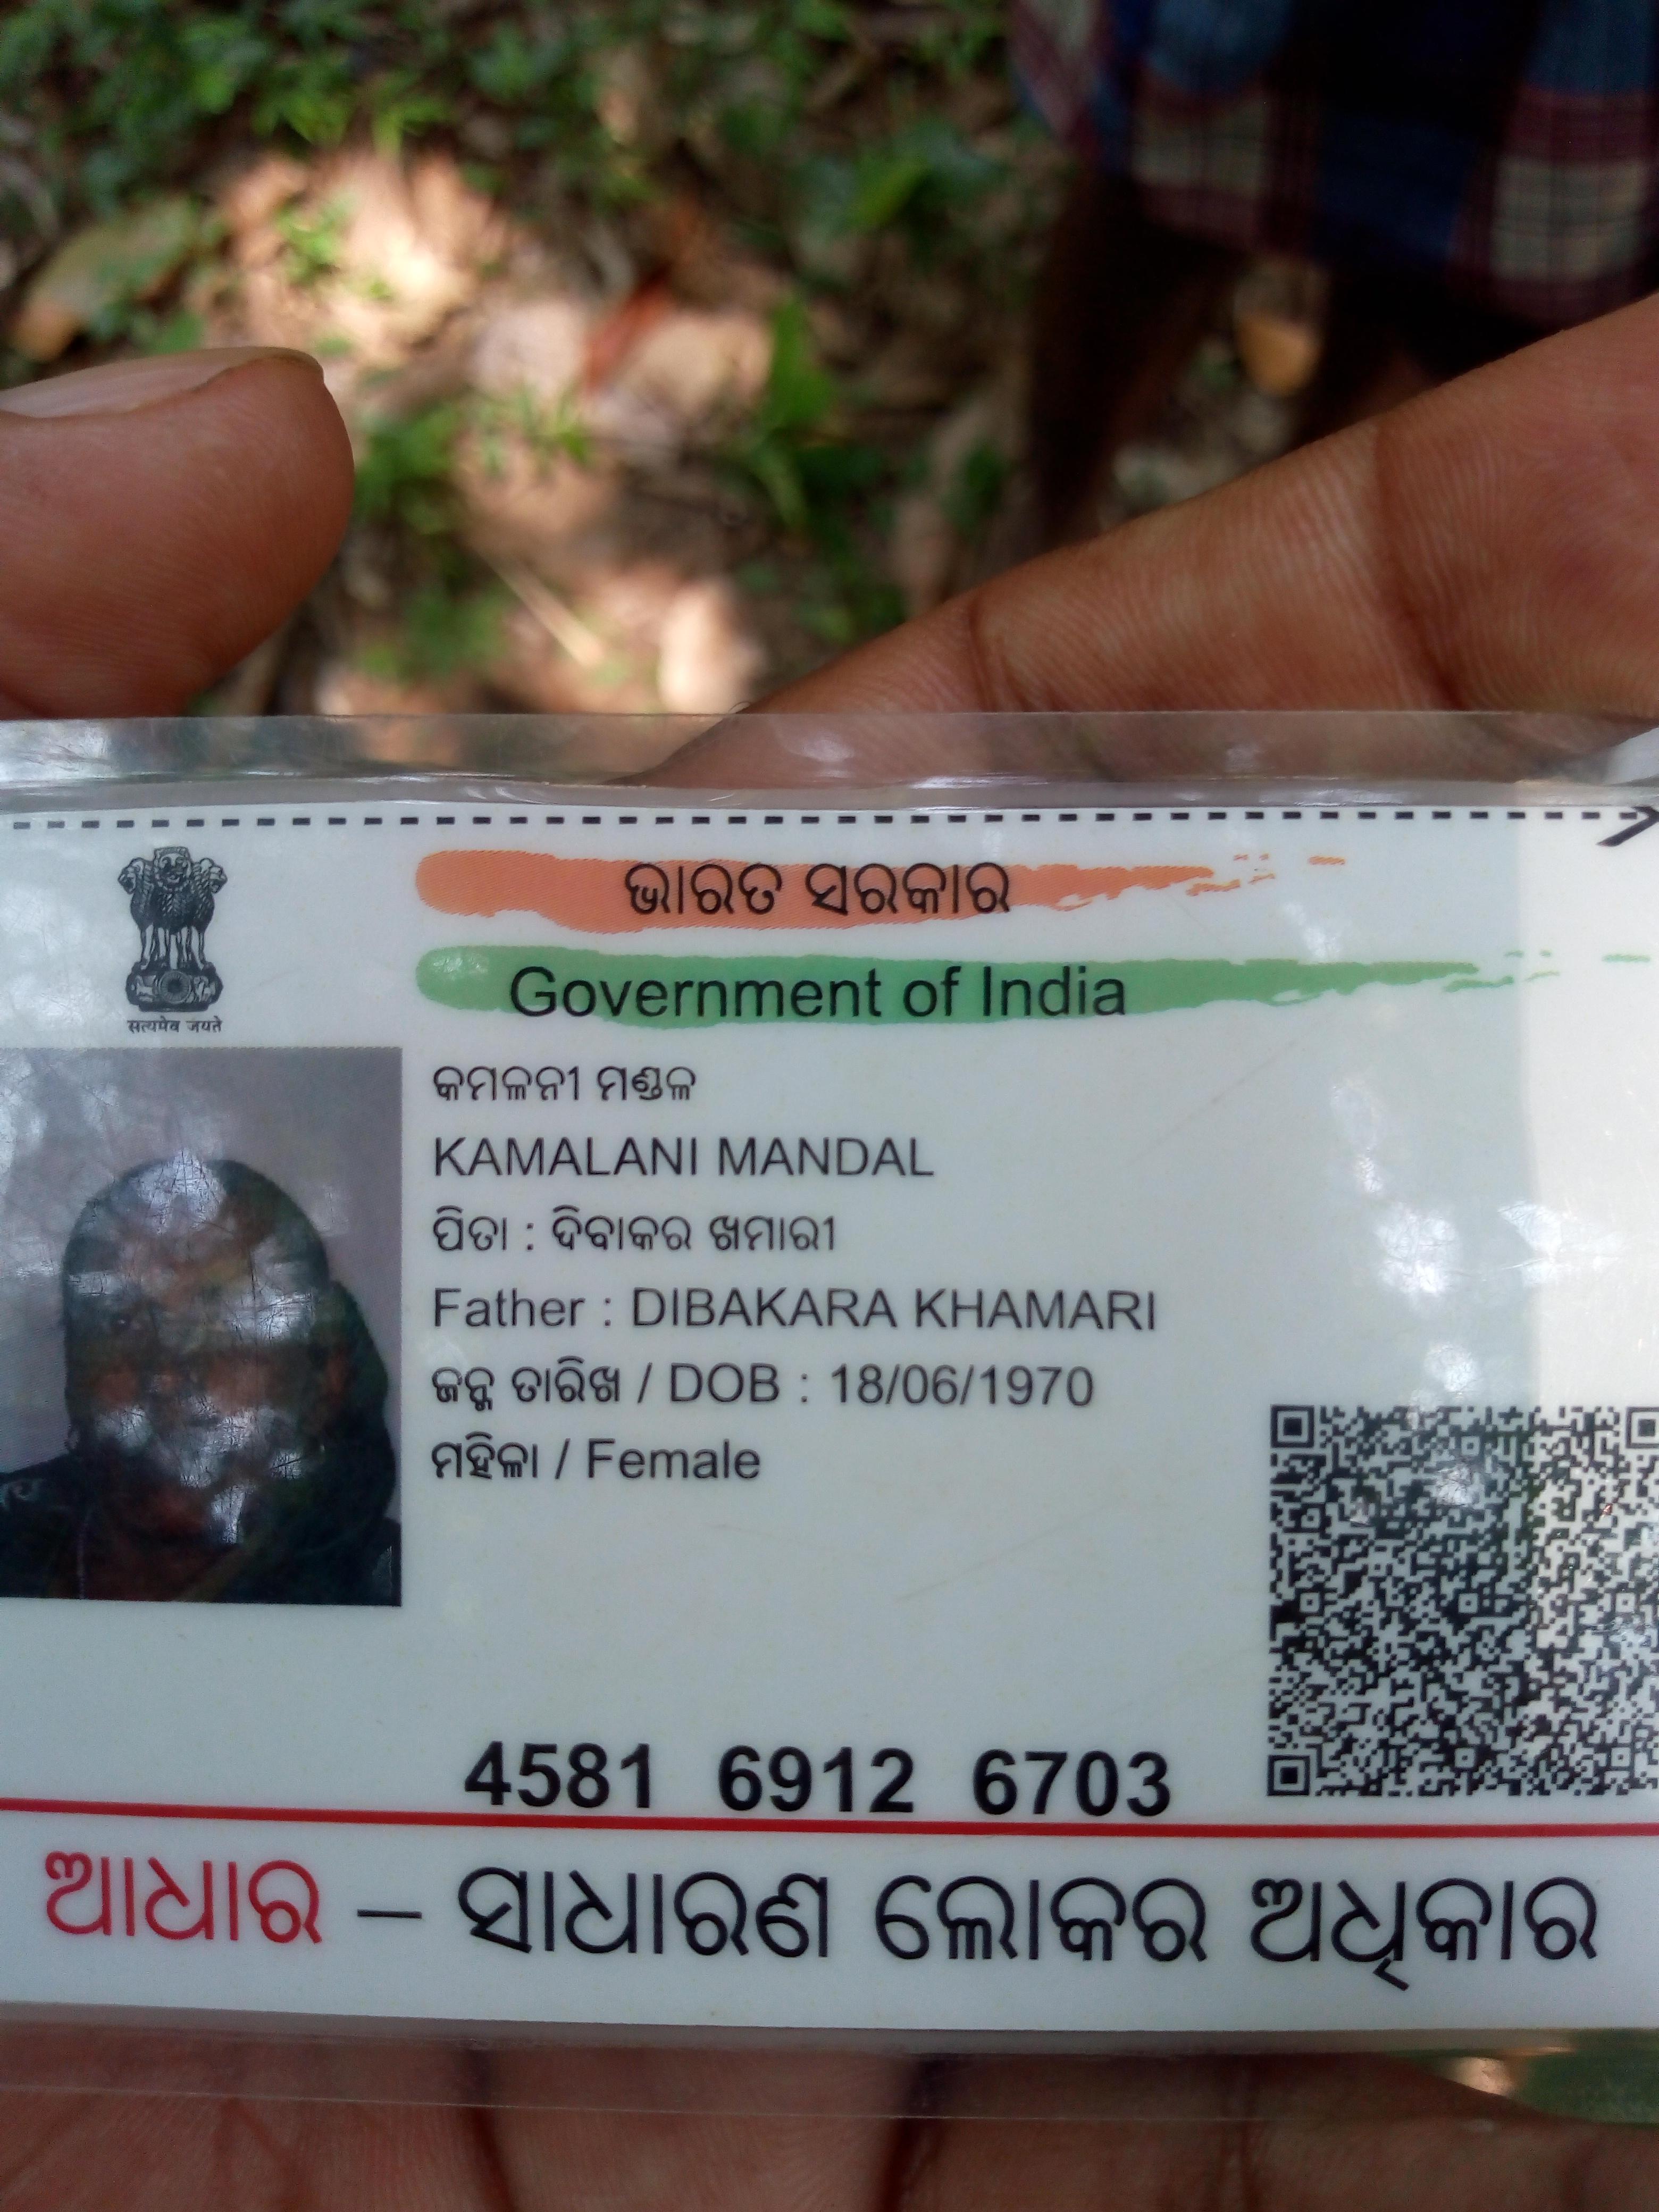 ଭାରତ ସରକାର
Government of India
सत्यमेव जयते
କମଳନୀ ମଣ୍ଡଳ
KAMALANI MANDAL
ପିତା : ଦିବାକର ଖମାରୀ
Father : DIBAKARA KHAMARI
ଜନ୍ମ ତାରିଖ / DOB : 18/06/1970
ମହିଳା / Female
4581 6912 6703
ଆଧାର – ସାଧାରଣ ଲୋକର ଅଧିକାର